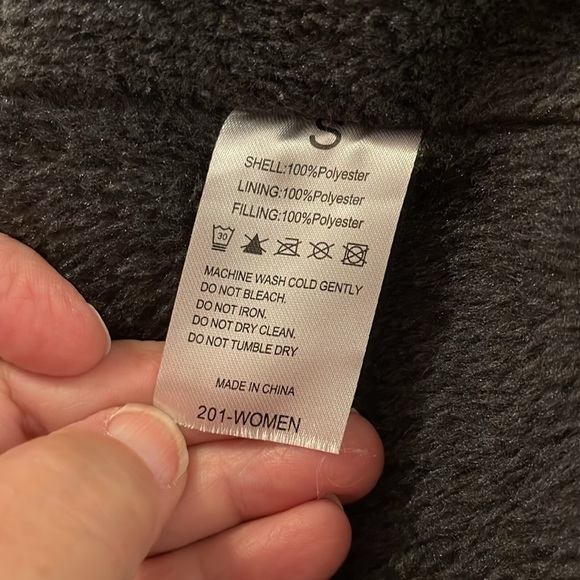 S
SHELL:100%Polyester
LINING:100%Polyester
FILLING:100%Polyester
30
MACHINE WASH COLD GENTLY
DO NOT BLEACH.
DO NOT IRON.
DO NOT DRY CLEAN.
DO NOT TUMBLE DRY
MADE IN CHINA
201-WOMEN